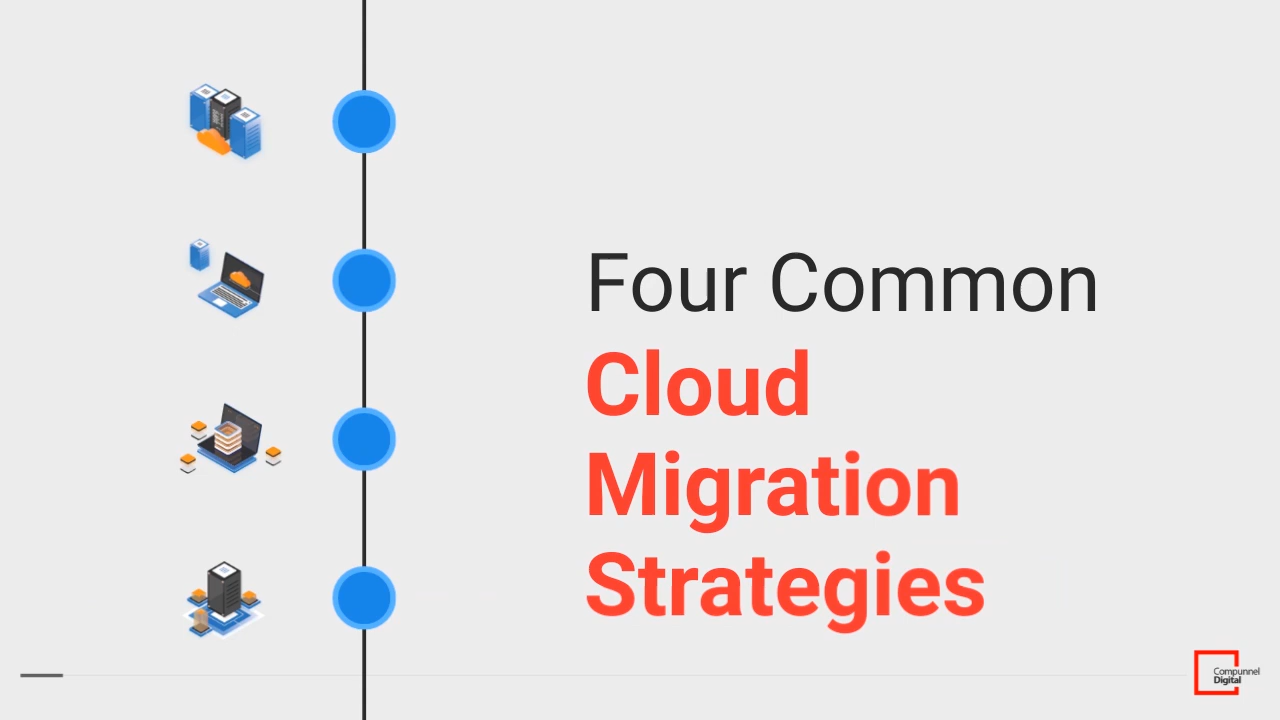 Four Common
Cloud
Migration
Strategies
Compunnel
Digital